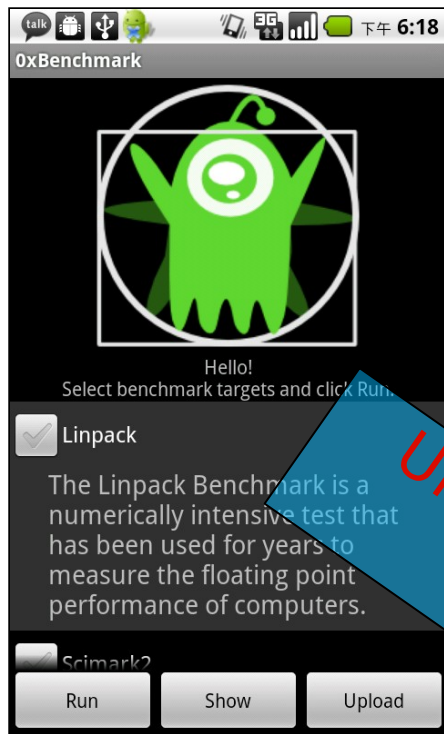 talk
3G
下午 6:18
0xBenchmark
Hello!
Select benchmark targets and click Run.
Linpack
The Linpack Benchmark is a
numerically intensive test that
has been used for years to
measure the floating point
performance of computers.
Scimark2
Run Show Upload